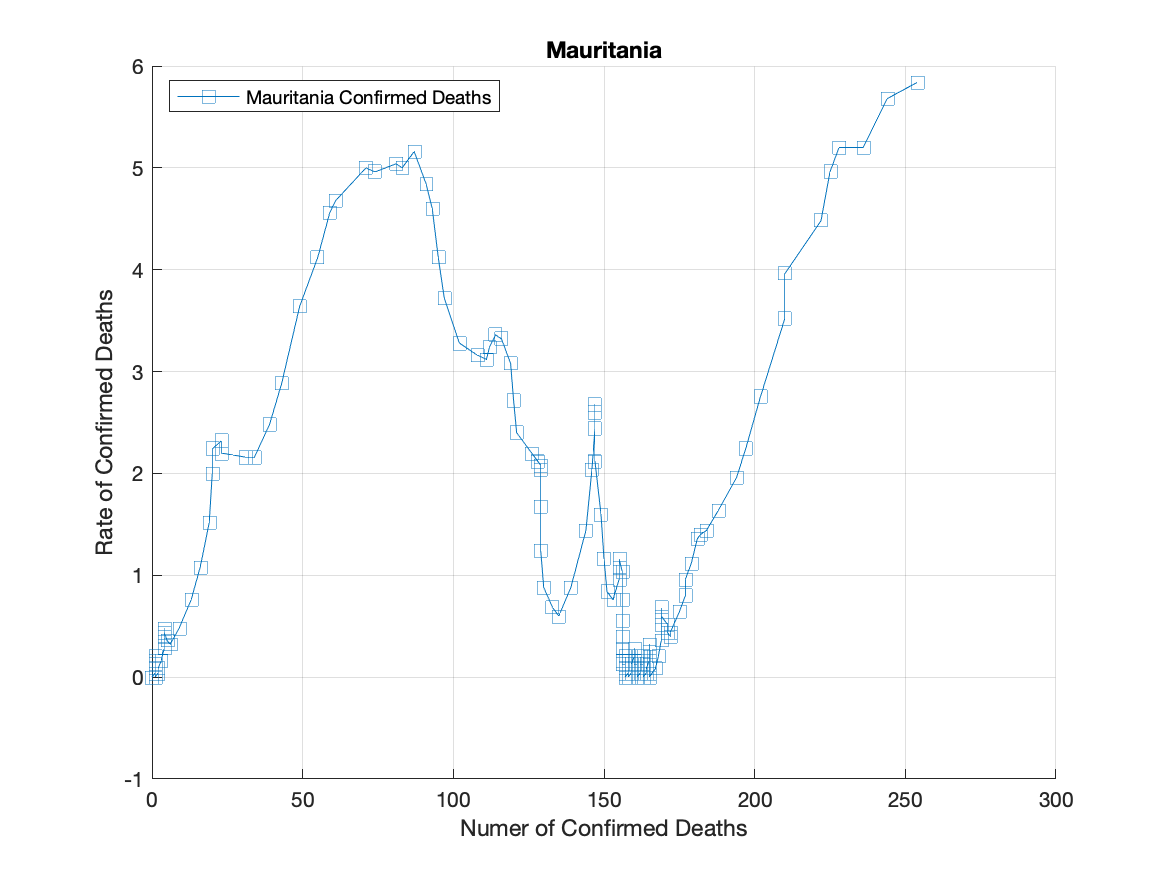 Mauritania
Mauritania Confirmed Deaths
6
5
4
3
2
1
0
-1
Rate of Confirmed Deaths
0 50 100 150 200 250 300
Numer of Confirmed Deaths